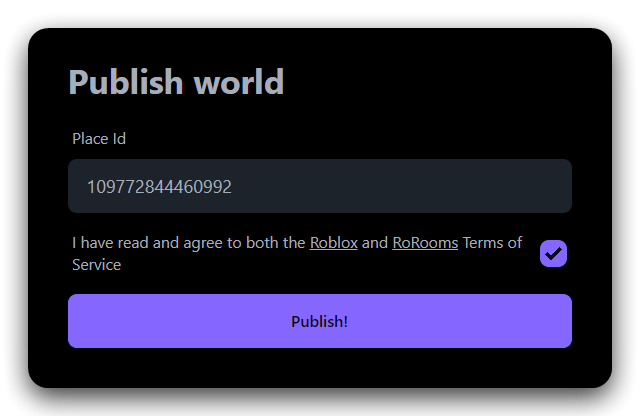 Publish world
Place Id
109772844460992
I have read and agree to both the Roblox and RoRooms Terms of
Service
Publish!